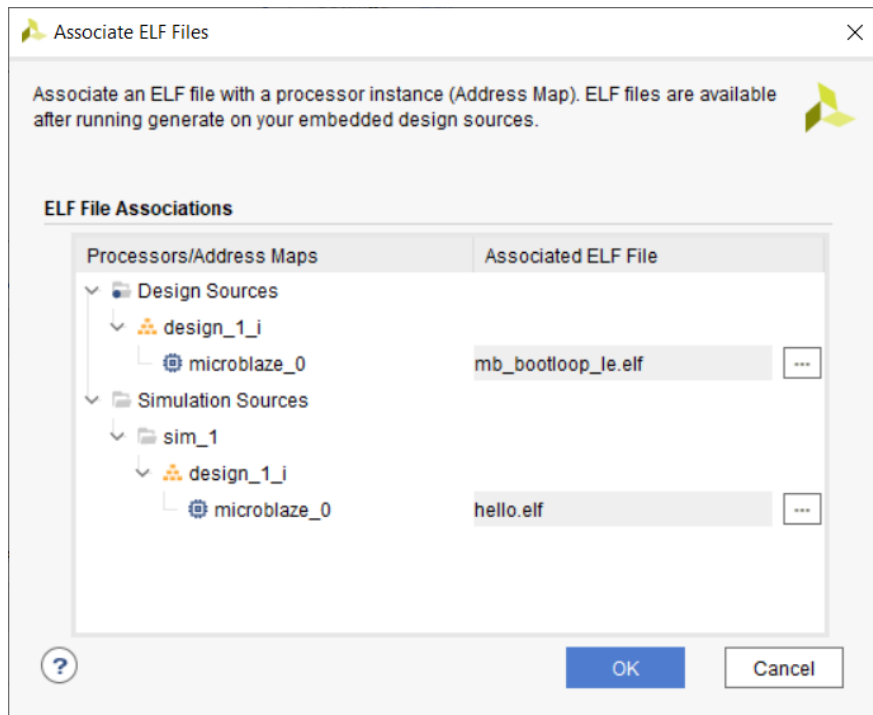 Associate ELF Files
Associate an ELF file with a processor instance (Address Map). ELF files are available
after running generate on your embedded design sources.
ELF File Associations
Processors/Address Maps Associated ELF File
Design Sources
design_1_i
microblaze_0 mb_bootloop_le.elf ...
Simulation Sources
sim_1
design_1_i
microblaze_0 hello.elf ...
? OK Cancel